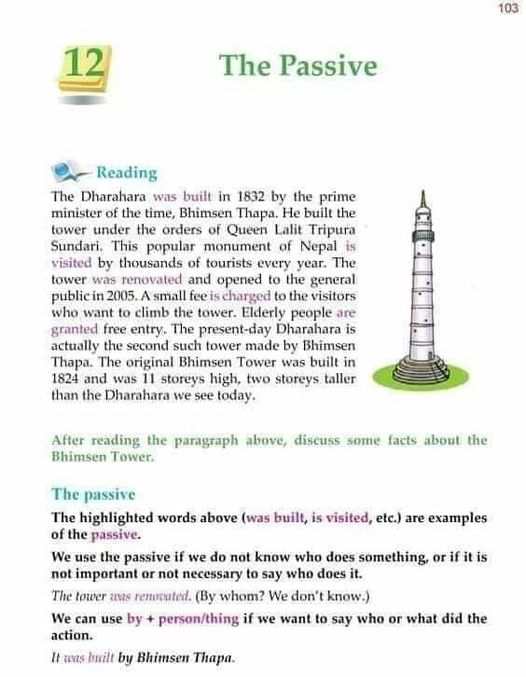 103
12
The Passive
Reading
The Dharahara was built in 1832 by the prime
minister of the time, Bhimsen Thapa. He built the
tower under the orders of Queen Lalit Tripura
Sundari. This popular monument of Nepal is
visited by thousands of tourists every year. The
tower was renovated and opened to the general
public in 2005. A small fee is charged to the visitors
who want to climb the tower. Elderly people are
granted free entry. The present-day Dharahara is
actually the second such tower made by Bhimsen
Thapa. The original Bhimsen Tower was built in
1824 and was 11 storeys high, two storeys taller
than the Dharahara we see today.
After reading the paragraph above, discuss some facts about the
Bhimsen Tower.
The passive
The highlighted words above (was built, is visited, etc.) are examples
of the passive.
We use the passive if we do not know who does something, or if it is
not important or not necessary to say who does it.
The tower was renovated. (By whom? We don't know.)
We can use by + person/thing if we want to say who or what did the
action.
It was built by Bhimsen Thapa.